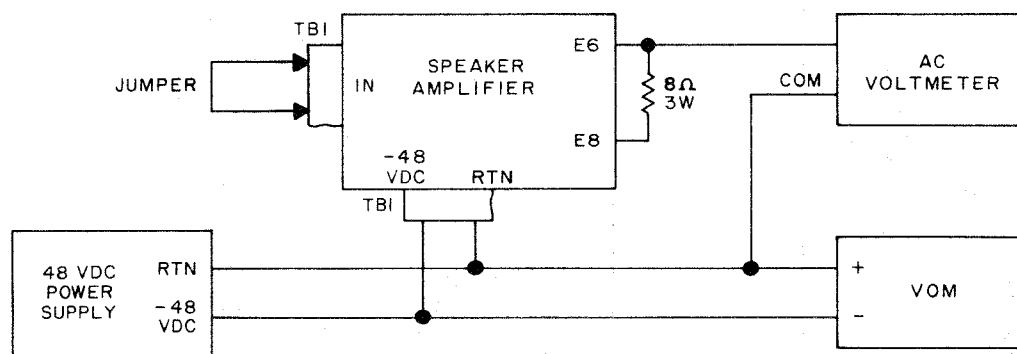 TB1
JUMPER
IN
SPEAKER
AMPLIFIER
E6
E8
8Ω
3W
COM
AC
VOLTMETER
-48
VDC
RTN
TB1
48 VDC
POWER
SUPPLY
RTN
-48
VDC
+
-
VOM